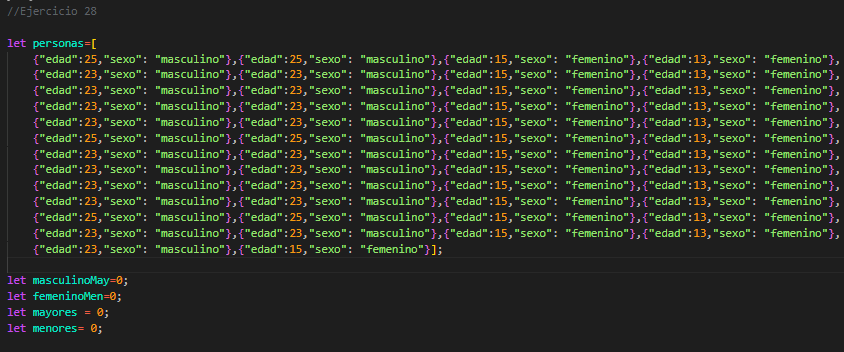 //Ejercicio 28
let personas=[
{"edad":25,"sexo": "masculino"},{"edad":25,"sexo": "masculino"},{"edad":15,"sexo": "femenino"},{"edad":13,"sexo": "femenino"},
{"edad":23,"sexo": "masculino"},{"edad":23,"sexo": "masculino"},{"edad":15,"sexo": "femenino"},{"edad":13,"sexo": "femenino"},
{"edad":23,"sexo": "masculino"},{"edad":23,"sexo": "masculino"},{"edad":15,"sexo": "femenino"},{"edad":13,"sexo": "femenino"},
{"edad":23,"sexo": "masculino"},{"edad":23,"sexo": "masculino"},{"edad":15,"sexo": "femenino"},{"edad":13,"sexo": "femenino"},
{"edad":23,"sexo": "masculino"},{"edad":23,"sexo": "masculino"},{"edad":15,"sexo": "femenino"},{"edad":13,"sexo": "femenino"},
{"edad":25,"sexo": "masculino"},{"edad":25,"sexo": "masculino"},{"edad":15,"sexo": "femenino"},{"edad":13,"sexo": "femenino"},
{"edad":23,"sexo": "masculino"},{"edad":23,"sexo": "masculino"},{"edad":15,"sexo": "femenino"},{"edad":13,"sexo": "femenino"},
{"edad":23,"sexo": "masculino"},{"edad":23,"sexo": "masculino"},{"edad":15,"sexo": "femenino"},{"edad":13,"sexo": "femenino"},
{"edad":23,"sexo": "masculino"},{"edad":23,"sexo": "masculino"},{"edad":15,"sexo": "femenino"},{"edad":13,"sexo": "femenino"},
{"edad":23,"sexo": "masculino"},{"edad":23,"sexo": "masculino"},{"edad":15,"sexo": "femenino"},{"edad":13,"sexo": "femenino"},
{"edad":25,"sexo": "masculino"},{"edad":25,"sexo": "masculino"},{"edad":15,"sexo": "femenino"},{"edad":13,"sexo": "femenino"},
{"edad":23,"sexo": "masculino"},{"edad":23,"sexo": "masculino"},{"edad":15,"sexo": "femenino"},{"edad":13,"sexo": "femenino"},
{"edad":23,"sexo": "masculino"},{"edad":15,"sexo": "femenino"}];
let masculinoMay=0;
let femeninoMen=0;
let mayores = 0;
let menores= 0;